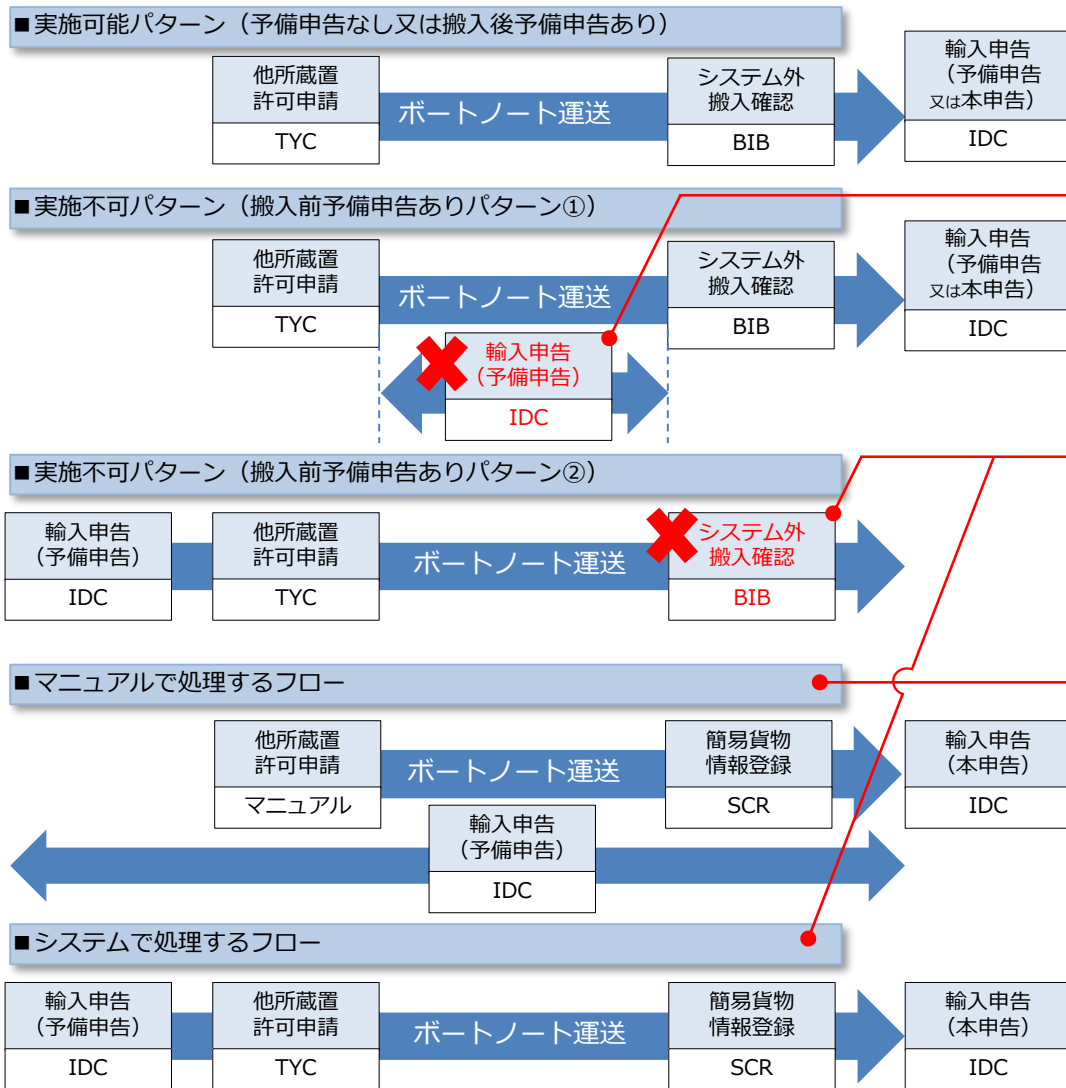 ■実施可能パターン（予備申告なし又は搬入後予備申告あり）
他所蔵置
許可申請
TYC
ボートノート運送
システム外
搬入確認
BIB
輸入申告
（予備申告
又は本申告）
IDC
■実施不可パターン（搬入前予備申告ありパターン①）
他所蔵置
許可申請
TYC
ボートノート運送
システム外
搬入確認
BIB
輸入申告
（予備申告
又は本申告）
IDC
輸入申告
（予備申告）
IDC
■実施不可パターン（搬入前予備申告ありパターン②）
輸入申告
（予備申告）
IDC
他所蔵置
許可申請
TYC
ボートノート運送
システム外
搬入確認
BIB
■マニュアルで処理するフロー
他所蔵置
許可申請
マニュアル
ボートノート運送
簡易貨物
情報登録
SCR
輸入申告
（本申告）
IDC
輸入申告
（予備申告）
IDC
■システムで処理するフロー
輸入申告
（予備申告）
IDC
他所蔵置
許可申請
TYC
ボートノート運送
簡易貨物
情報登録
SCR
輸入申告
（本申告）
IDC